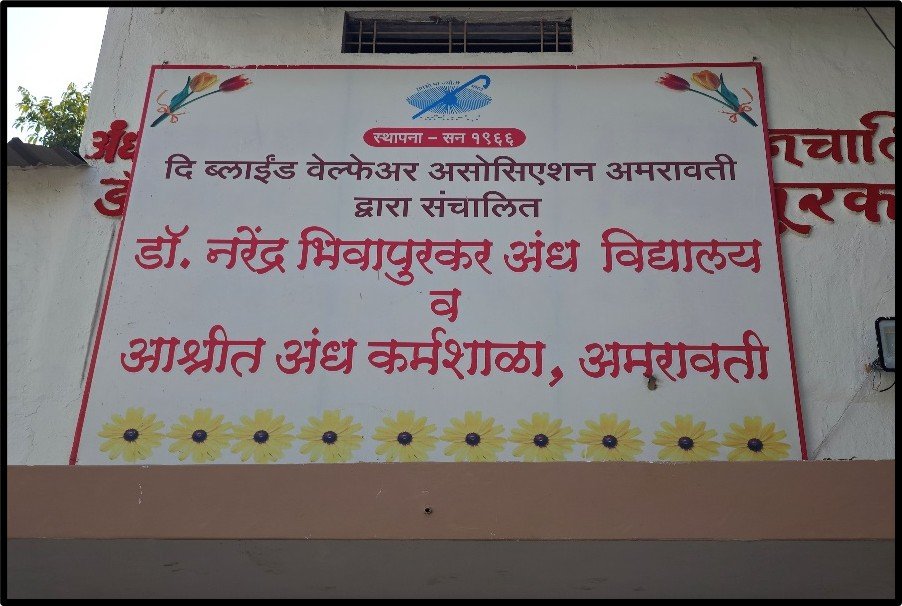 स्थापना – सन १९६६
दि ब्लाईंड वेल्फेअर असोसिएशन अमरावती
द्वारा संचालित
डॉ. नरेंद्र भिवापुरकर अंध विद्यालय
व
आश्रीत अंध कर्मशाळा, अमरावती